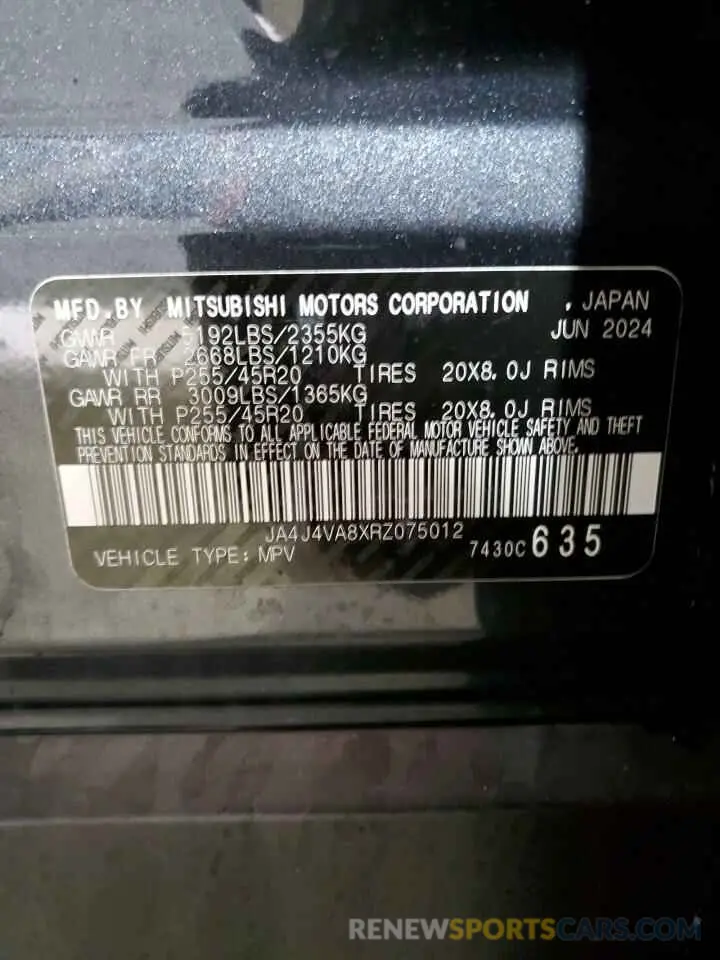 MFD.BY MITSUBISHI MOTORS CORPORATION , JAPAN
GVWR 5192LBS/2355KG JUN 2024
GAWR FR 2668LBS/1210KG
WITH P255/45R20 TIRES 20X8.0J RIMS
GAWR RR 3009LBS/1365KG
WITH P255/45R20 TIRES 20X8.0J RIMS
THIS VEHICLE CONFORMS TO ALL APPLICABLE FEDERAL MOTOR VEHICLE SAFETY AND THEFT
PREVENTION STANDARDS IN EFFECT ON THE DATE OF MANUFACTURE SHOWN ABOVE.
JA4J4VA8XRZ075012
VEHICLE TYPE: MPV 7430C 635
RENEWSPORTSCARS.COM